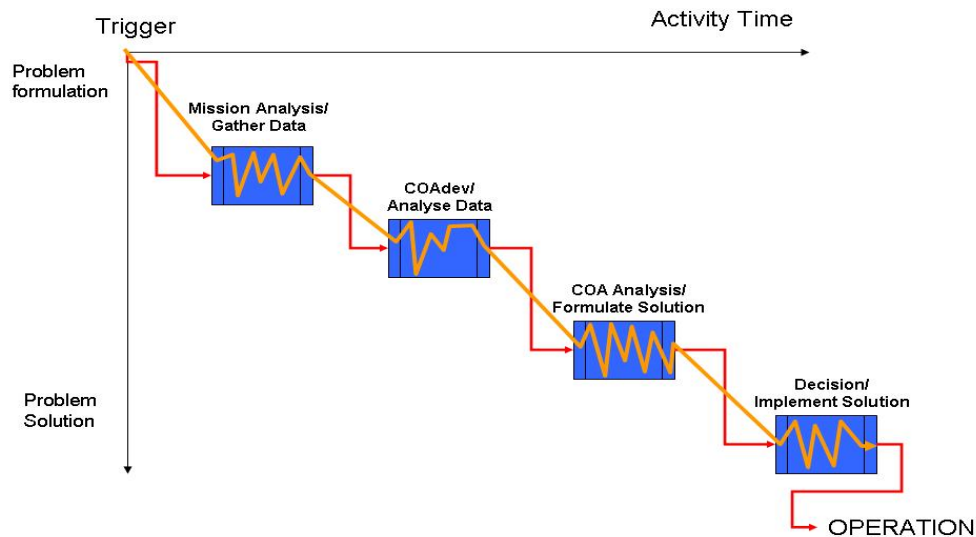 Trigger
Activity Time
Problem
formulation
Mission Analysis/
Gather Data
COAdev/
Analyse Data
COA Analysis/
Formulate Solution
Problem
Solution
Decision/
Implement Solution
OPERATION